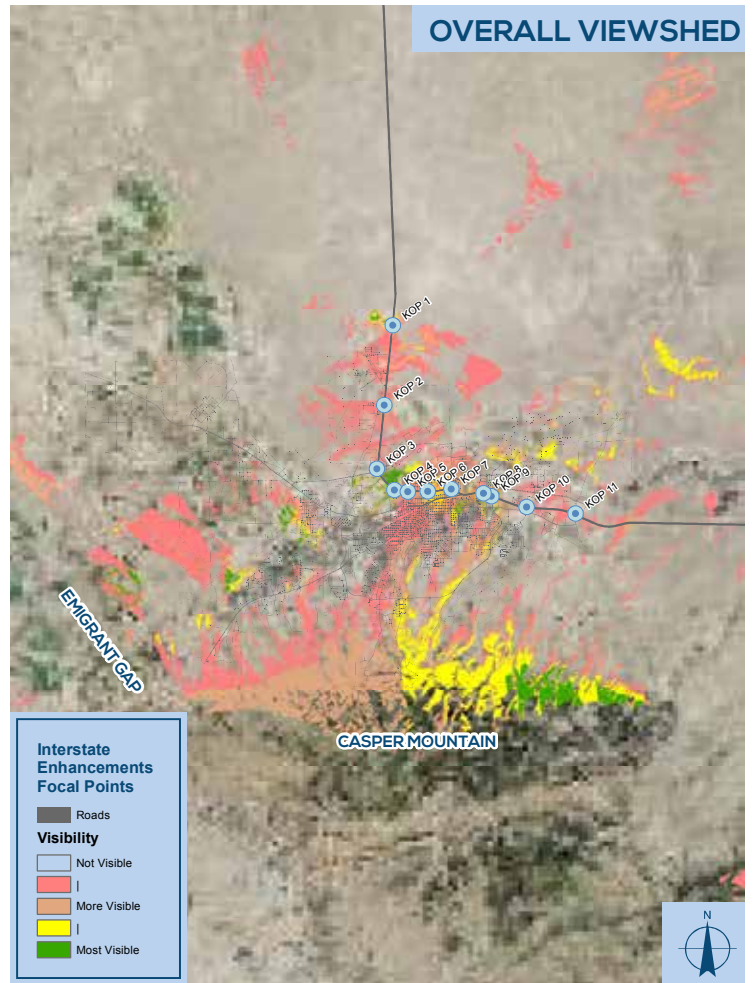 OVERALL VIEWSHED
KOP 1
KOP 2
KOP 3
KOP 4
KOP 5
KOP 6
KOP 7
KOP 8
KOP 9
KOP 10
KOP 11
EMIGRANT GAP
CASPER MOUNTAIN
Interstate
Enhancements
Focal Points
Roads
Visibility
Not Visible
|
More Visible
|
Most Visible
N